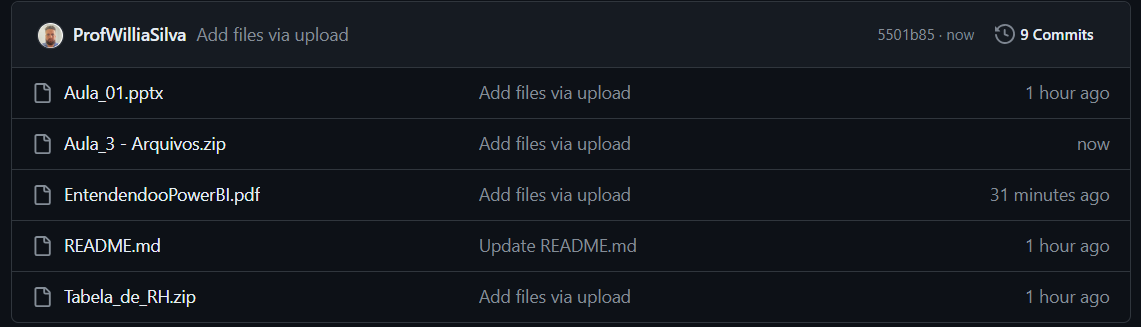 ProfWilliaSilva Add files via upload 5501b85 · now 9 Commits
Aula_01.pptx Add files via upload 1 hour ago
Aula_3 - Arquivos.zip Add files via upload now
EntendendooPowerBI.pdf Add files via upload 31 minutes ago
README.md Update README.md 1 hour ago
Tabela_de_RH.zip Add files via upload 1 hour ago